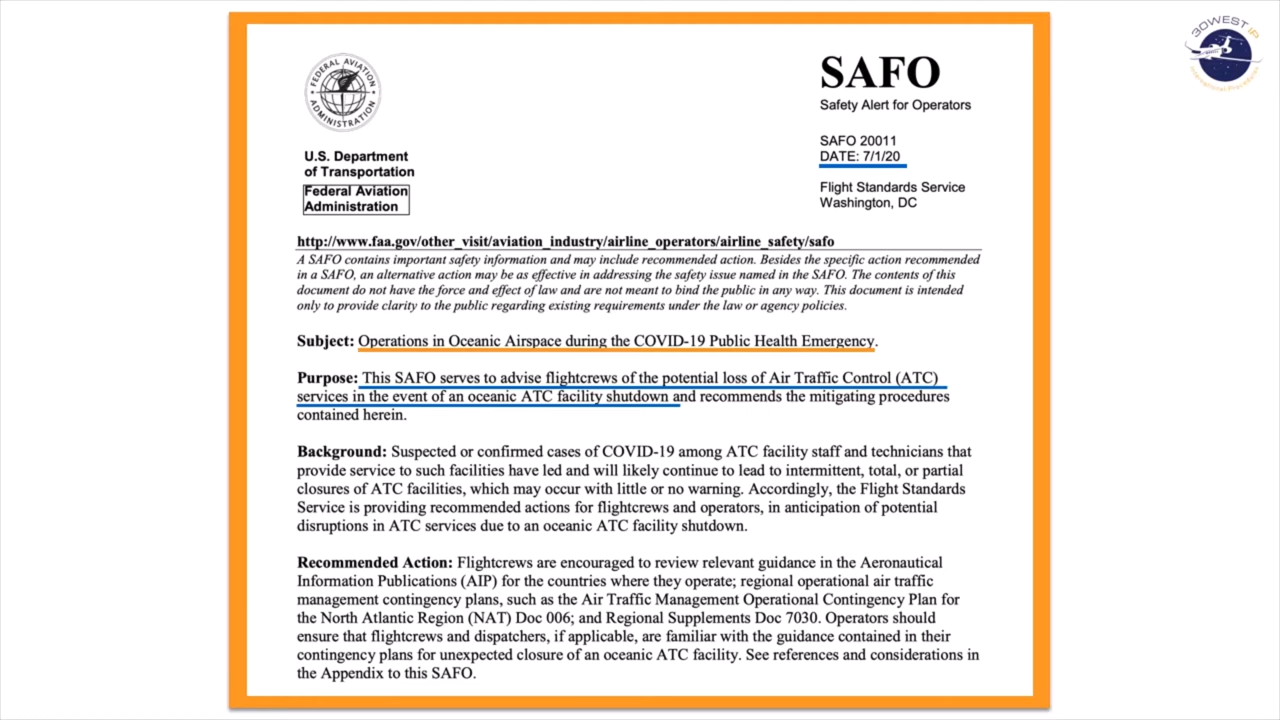 30WEST IP
International Procedures
FEDERAL AVIATION
ADMINISTRATION
U.S. Department
of Transportation
Federal Aviation
Administration
SAFO
Safety Alert for Operators
SAFO 20011
DATE: 7/1/20
Flight Standards Service
Washington, DC
http://www.faa.gov/other_visit/aviation_industry/airline_operators/airline_safety/safo
A SAFO contains important safety information and may include recommended action. Besides the specific action recommended
in a SAFO, an alternative action may be as effective in addressing the safety issue named in the SAFO. The contents of this
document do not have the force and effect of law and are not meant to bind the public in any way. This document is intended
only to provide clarity to the public regarding existing requirements under the law or agency policies.
Subject: Operations in Oceanic Airspace during the COVID-19 Public Health Emergency.
Purpose: This SAFO serves to advise flightcrews of the potential loss of Air Traffic Control (ATC)
services in the event of an oceanic ATC facility shutdown and recommends the mitigating procedures
contained herein.
Background: Suspected or confirmed cases of COVID-19 among ATC facility staff and technicians that
provide service to such facilities have led and will likely continue to lead to intermittent, total, or partial
closures of ATC facilities, which may occur with little or no warning. Accordingly, the Flight Standards
Service is providing recommended actions for flightcrews and operators, in anticipation of potential
disruptions in ATC services due to an oceanic ATC facility shutdown.
Recommended Action: Flightcrews are encouraged to review relevant guidance in the Aeronautical
Information Publications (AIP) for the countries where they operate; regional operational air traffic
management contingency plans, such as the Air Traffic Management Operational Contingency Plan for
the North Atlantic Region (NAT) Doc 006; and Regional Supplements Doc 7030. Operators should
ensure that flightcrews and dispatchers, if applicable, are familiar with the guidance contained in their
contingency plans for unexpected closure of an oceanic ATC facility. See references and considerations in
the Appendix to this SAFO.